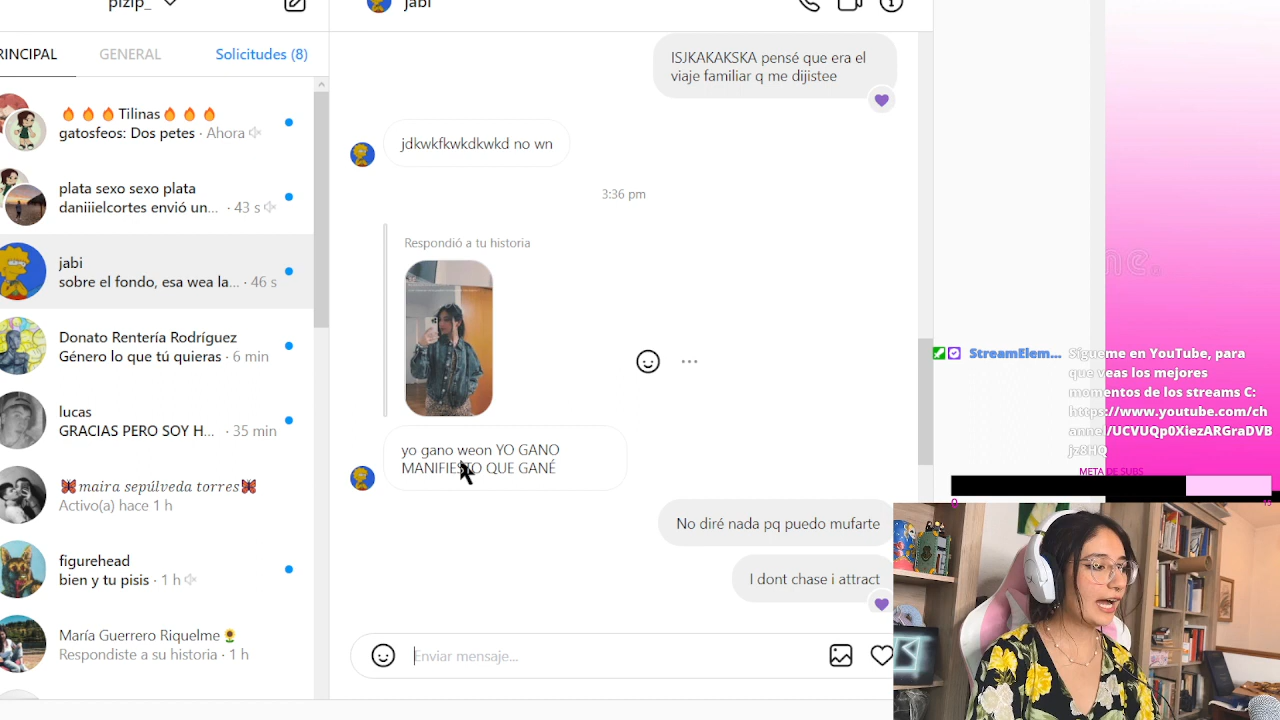 pizip_
RINCIPAL
GENERAL
Solicitudes (8)
🔥🔥🔥Tilinas🔥🔥🔥
gatosfeos: Dos petes · Ahora
plata sexo sexo plata
daniiielcortes envió un... · 43 s
jabi
sobre el fondo, esa wea la... · 46 s
Donato Rentería Rodríguez
Género lo que tú quieras · 6 min
lucas
GRACIAS PERO SOY H... · 35 min
🦋maira sepúlveda torres🦋
Activo(a) hace 1 h
figurehead
bien y tu pisis · 1 h
María Guerrero Riquelme🌻
Respondiste a su historia · 1 h
jabi
ISJKAKAKSKA pensé que era el
viaje familiar q me dijistee
jdkwkfkwkdkwkd no wn
3:36 pm
Respondió a tu historia
yo gano weon YO GANO
MANIFIESTO QUE GANÉ
No diré nada pq puedo mufarte
I dont chase i attract
Enviar mensaje...
StreamElem...
Sígueme en YouTube, para
que veas los mejores
momentos de los streams C:
https://www.youtube.com/ch
annel/UCVUQp0XiezARGraDVB
jz8HQ
META DE SUBS
0
15